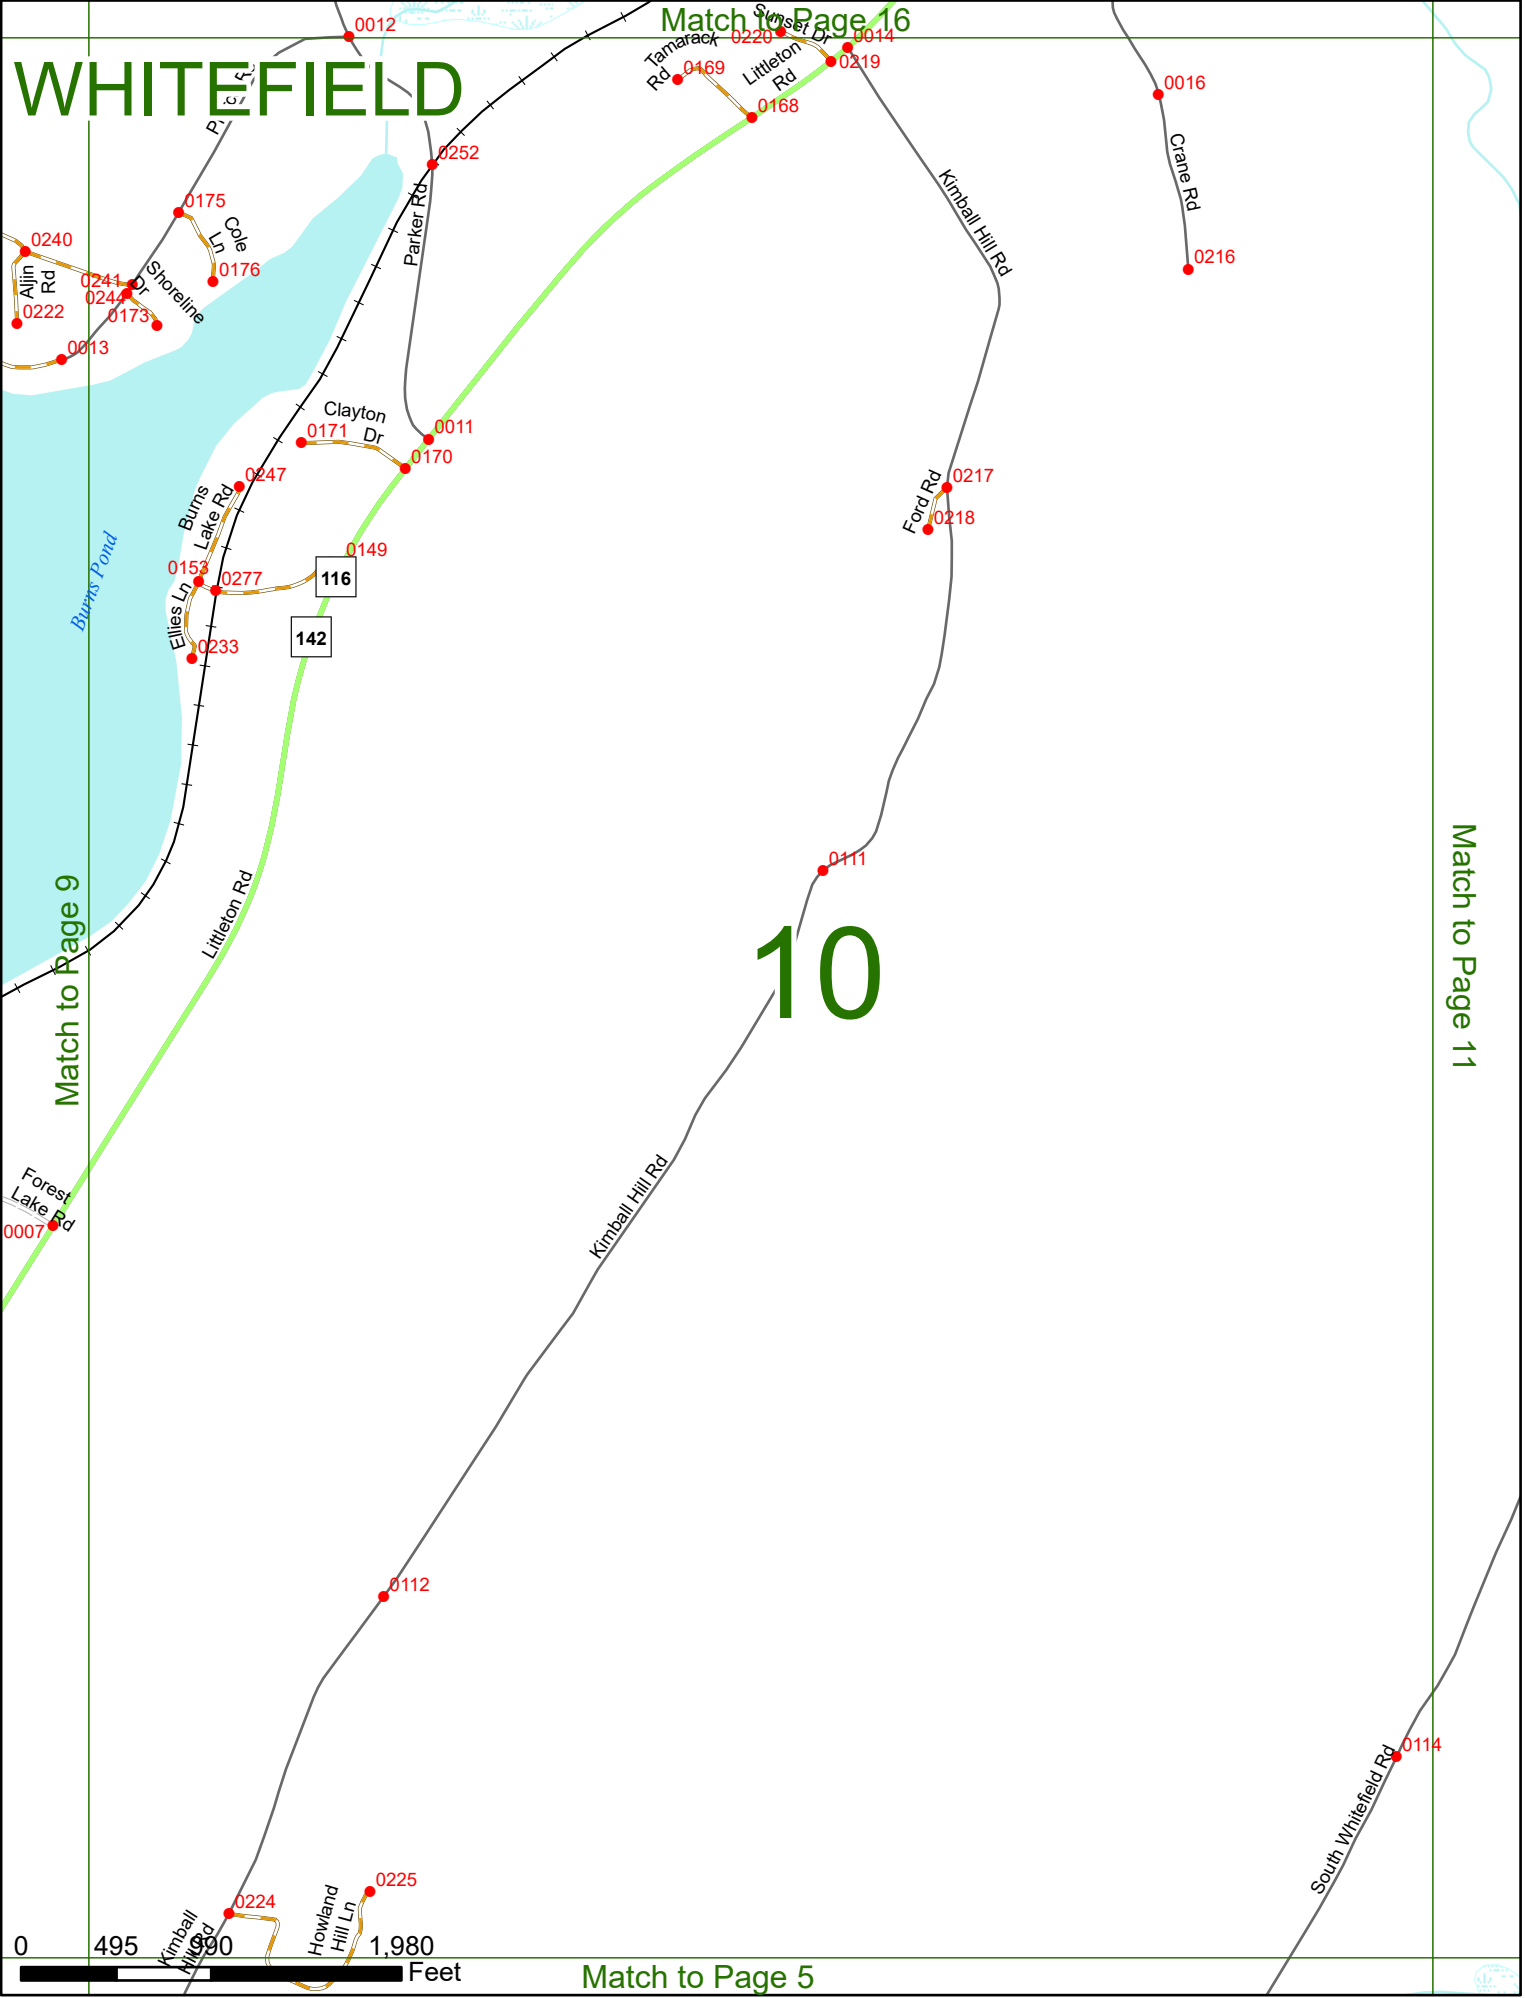 Match to Page 16
WHITEFIELD
0012
Sunset Dr
0220
0014
0219
Tamarack
Rd
0169
Littleton
Rd
0168
0016
Crane Rd
0216
0252
Parker Rd
Kimball Hill Rd
0175
Cole
Ln
0176
0240
Aljin
Rd
0241
0244
Shoreline
Dr
0222
0173
0013
Clayton
Dr
0171
0011
0170
0247
Burns
Lake Rd
0217
Ford Rd
0218
0149
116
0153
0277
Ellies Ln
142
0233
Burns Pond
0111
Littleton Rd
Match to Page 9
10
Match to Page 11
Forest
Lake Rd
0007
Kimball Hill Rd
0112
0114
South Whitefield Rd
0225
0224
Howland
Hill Ln
Kimball
Hill Rd
0 495 990 1,980
Feet
Match to Page 5